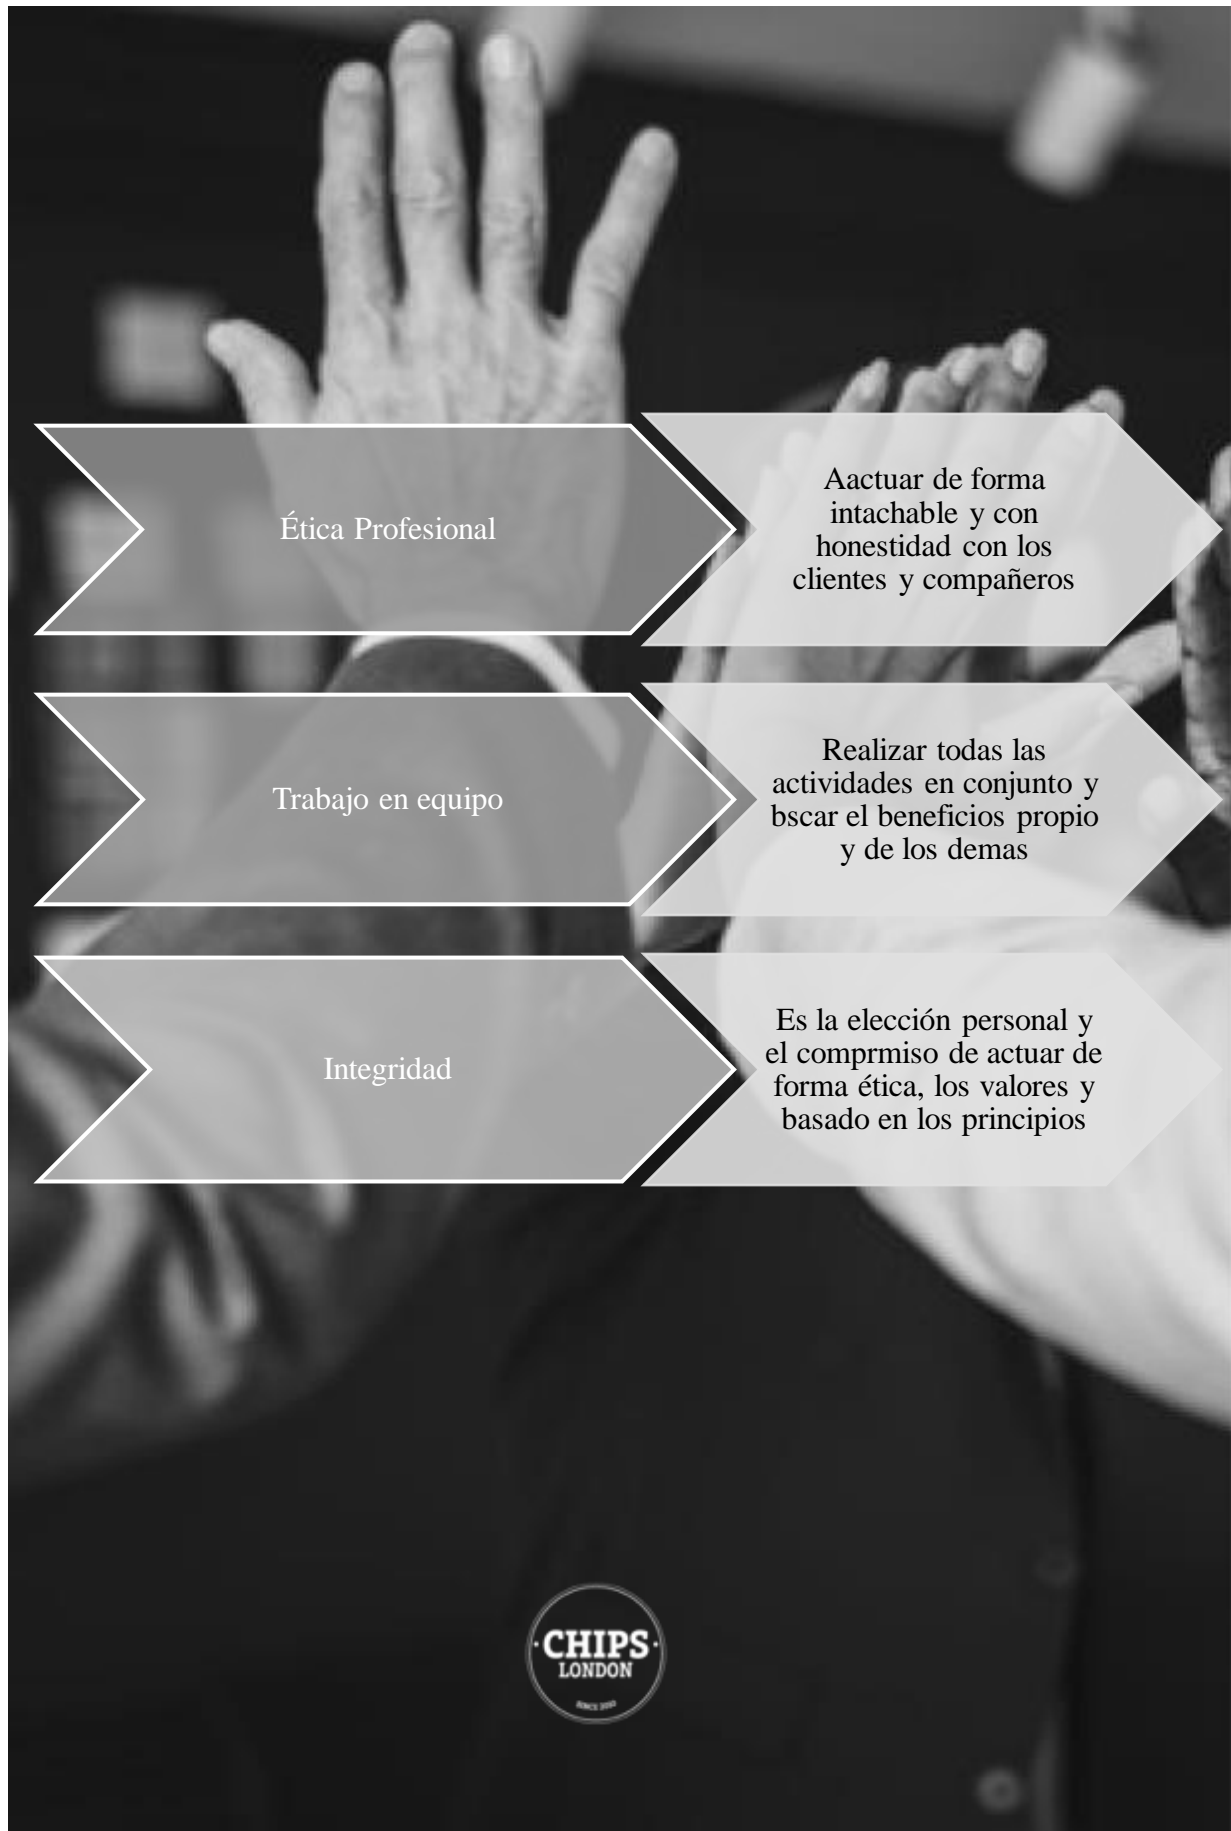 Ética Profesional
Aactuar de forma
intachable y con
honestidad con los
clientes y compañeros
Trabajo en equipo
Realizar todas las
actividades en conjunto y
bscar el beneficios propio
y de los demas
Integridad
Es la elección personal y
el comprmiso de actuar de
forma ética, los valores y
basado en los principios
·CHIPS·
LONDON